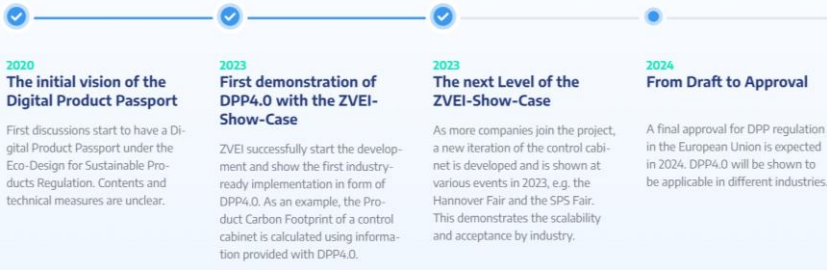 2020
The initial vision of the
Digital Product Passport
First discussions start to have a Di-
gital Product Passport under the
Eco-Design for Sustainable Pro-
ducts Regulation. Contents and
technical measures are unclear.
2023
First demonstration of
DPP4.0 with the ZVEI-
Show-Case
ZVEI successfully start the develop-
ment and show the first industry-
ready implementation in form of
DPP4.0. As an example, the Pro-
duct Carbon Footprint of a control
cabinet is calculated using informa-
tion provided with DPP4.0.
2023
The next Level of the
ZVEI-Show-Case
As more companies join the project,
a new iteration of the control cabi-
net is developed and is shown at
various events in 2023, e.g. the
Hannover Fair and the SPS Fair.
This demonstrates the scalability
and acceptance by industry.
2024
From Draft to Approval
A final approval for DPP regulation
in the European Union is expected
in 2024. DPP4.0 will be shown to
be applicable in different industries.